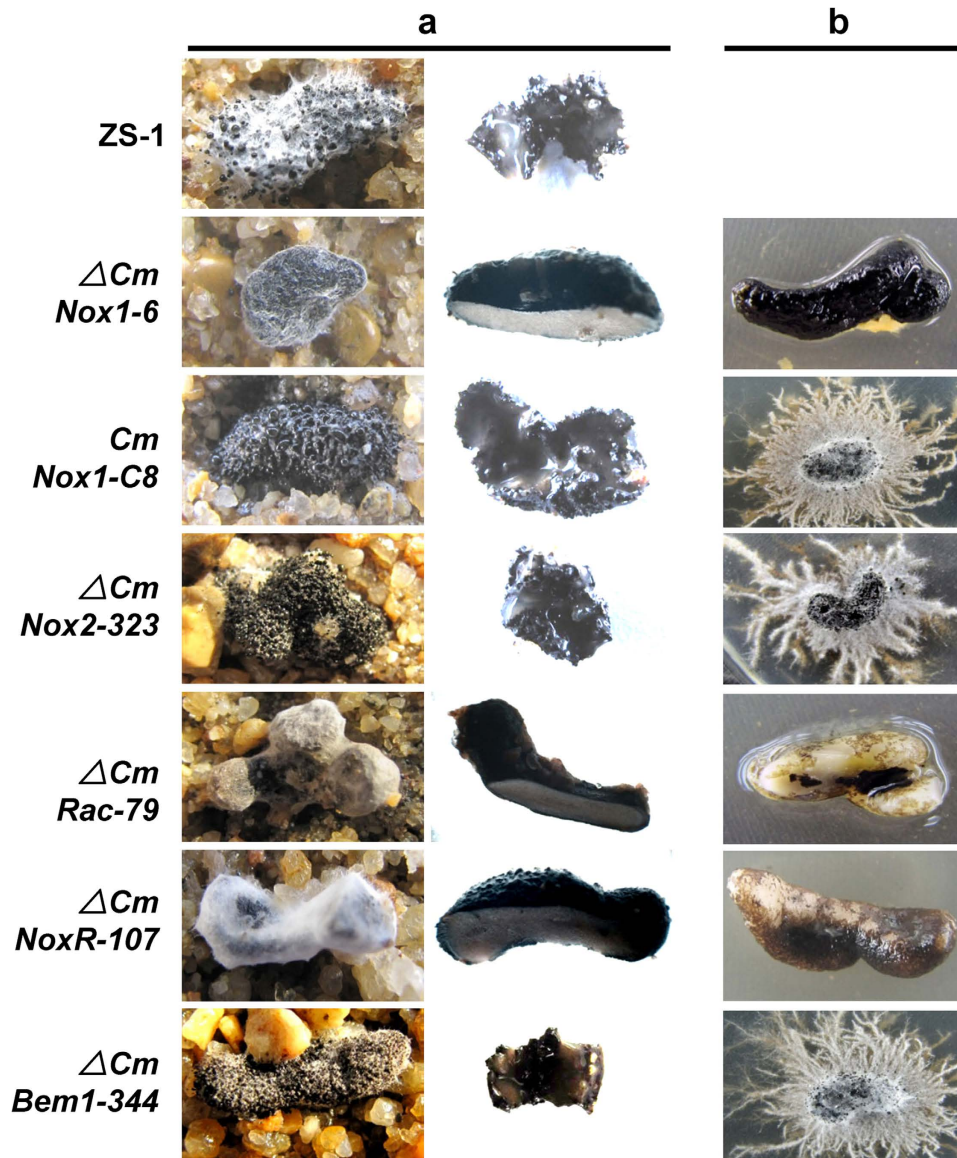 a
b
ZS-1
△Cm
Nox1-6
Cm
Nox1-C8
△Cm
Nox2-323
△Cm
Rac-79
△Cm
NoxR-107
△Cm
Bem1-344